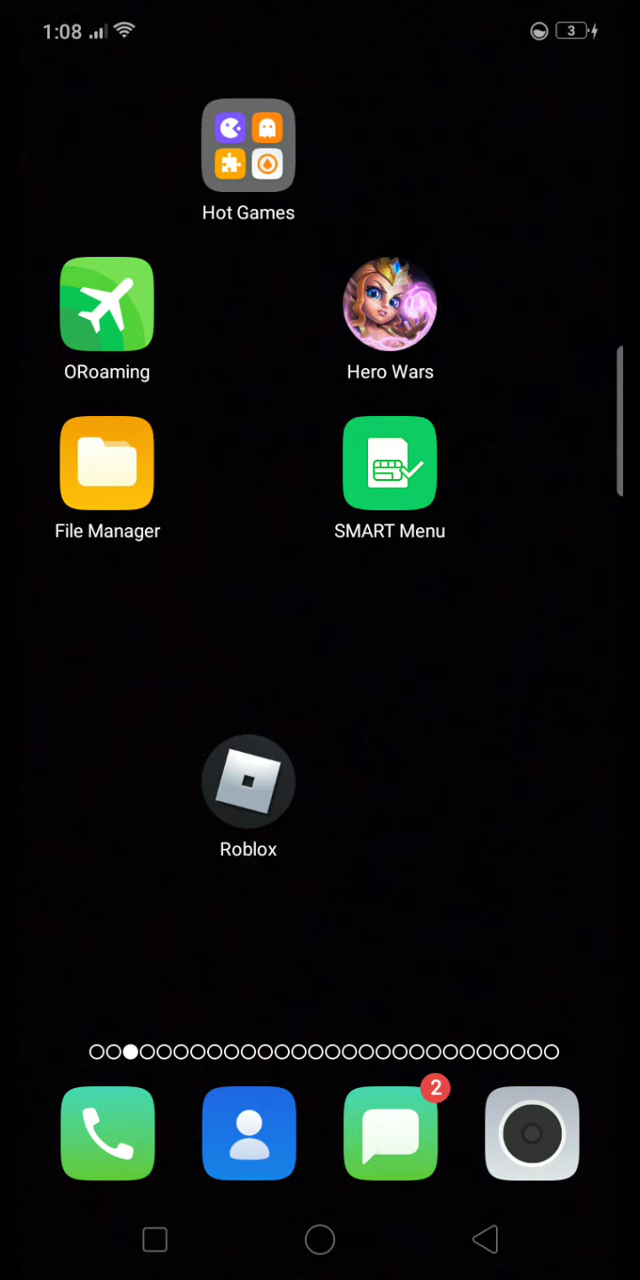 1:08
3
Hot Games
ORoaming
Hero Wars
File Manager
SMART Menu
Roblox
2